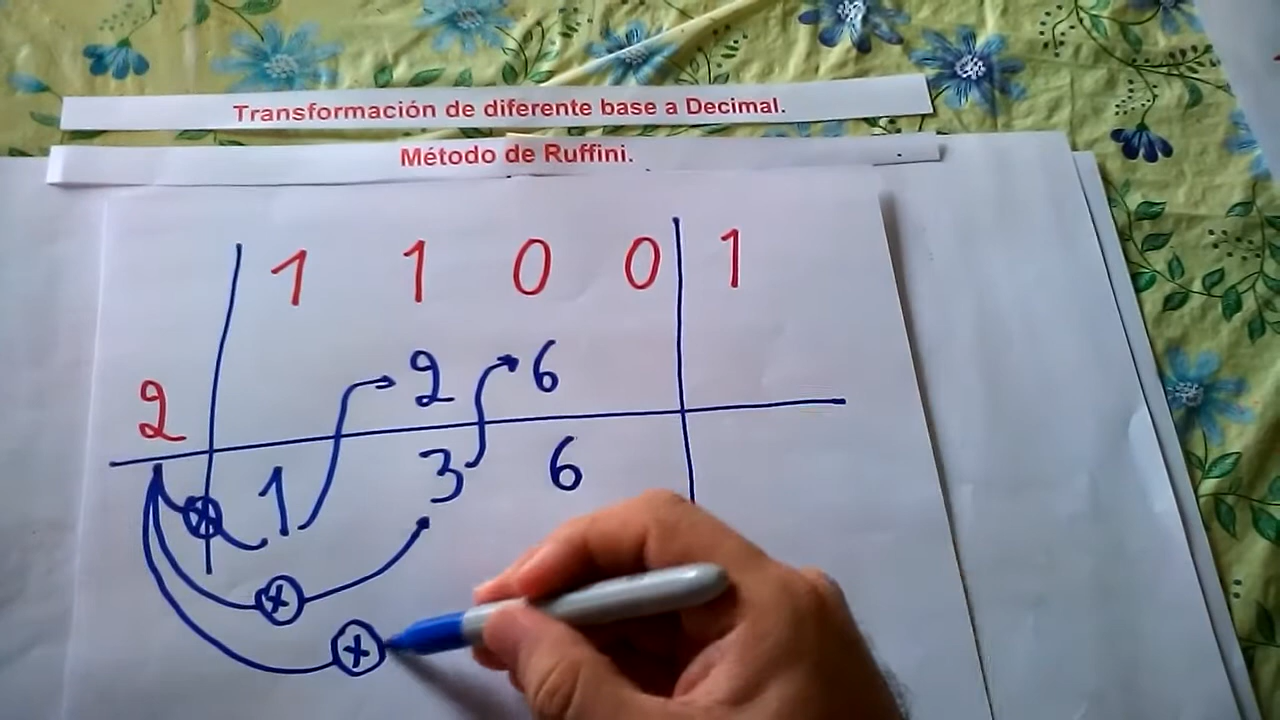 Transformación de diferente base a Decimal.
Método de Ruffini.
1 1 0 0 1
2 6
2
1 3 6
×
×
×